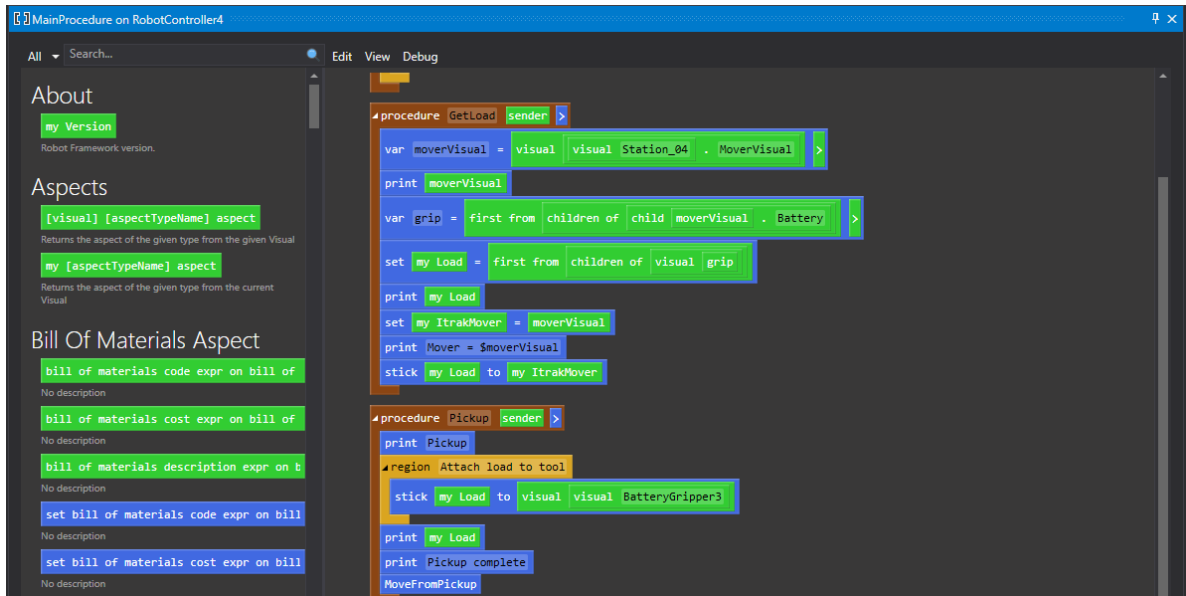 MainProcedure on RobotController4
All Search... Edit View Debug
About
my Version
Robot Framework version.
Aspects
[visual] [aspectTypeName] aspect
Returns the aspect of the given type from the given Visual
my [aspectTypeName] aspect
Returns the aspect of the given type from the current
Visual
Bill Of Materials Aspect
bill of materials code expr on bill of
No description
bill of materials cost expr on bill of
No description
bill of materials description expr on b
No description
set bill of materials code expr on bill
No description
set bill of materials cost expr on bill
No description
procedure GetLoad sender >
var moverVisual = visual visual Station_04 . MoverVisual >
print moverVisual
var grip = first from children of child moverVisual . Battery >
set my Load = first from children of visual grip
print my Load
set my ItrakMover = moverVisual
print Mover = $moverVisual
stick my Load to my ItrakMover
procedure Pickup sender >
print Pickup
region Attach load to tool
stick my Load to visual visual BatteryGripper3
print my Load
print Pickup complete
MoveFromPickup